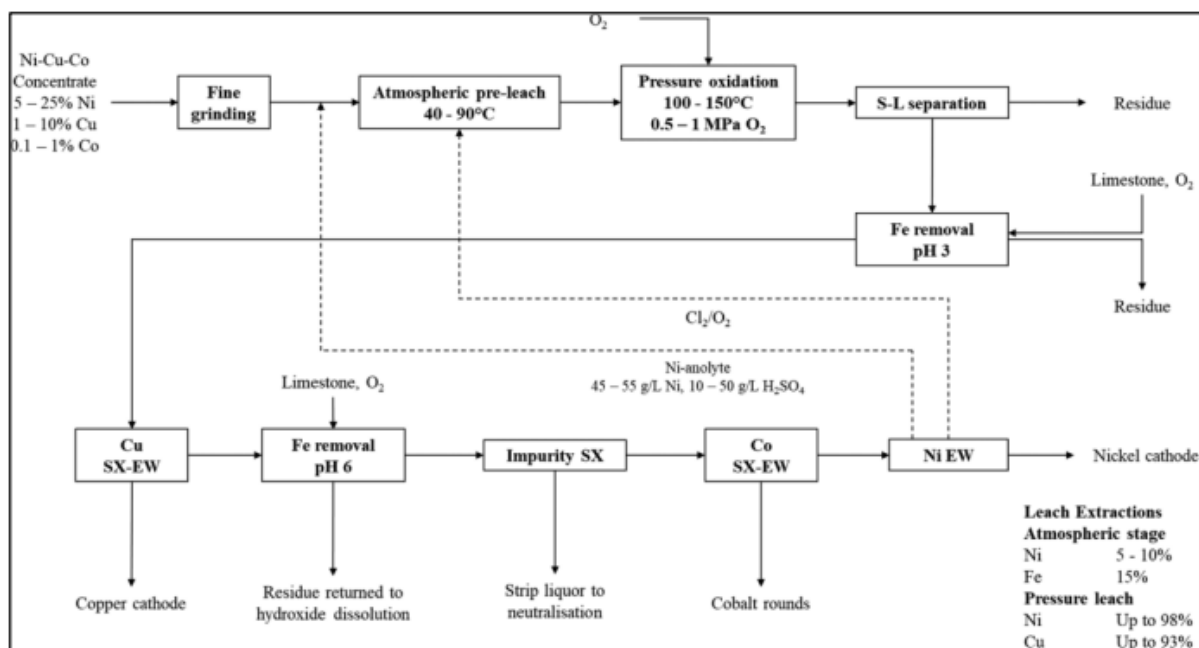 O₂
Ni-Cu-Co
Concentrate
5 – 25% Ni
1 – 10% Cu
0.1 – 1% Co
Fine
grinding
Atmospheric pre-leach
40 - 90°C
Pressure oxidation
100 - 150°C
0.5 – 1 MPa O₂
S-L separation
Residue
Limestone, O₂
Fe removal
pH 3
Residue
Cl₂/O₂
Ni-anolyte
45 – 55 g/L Ni, 10 – 50 g/L H₂SO₄
Limestone, O₂
Cu
SX-EW
Fe removal
pH 6
Impurity SX
Co
SX-EW
Ni EW
Nickel cathode
Copper cathode
Residue returned to
hydroxide dissolution
Strip liquor to
neutralisation
Cobalt rounds
Leach Extractions
Atmospheric stage
Ni 5 - 10%
Fe 15%
Pressure leach
Ni Up to 98%
Cu Up to 93%